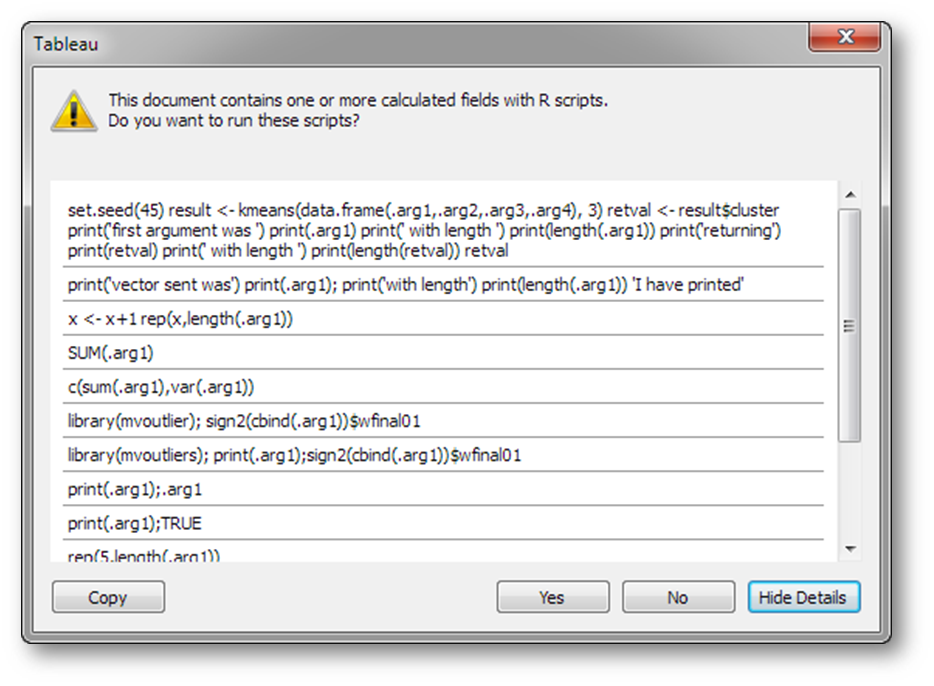 Tableau
This document contains one or more calculated fields with R scripts.
Do you want to run these scripts?
set.seed(45) result <- kmeans(data.frame(.arg1,.arg2,.arg3,.arg4), 3) retval <- result$cluster
print('first argument was ') print(.arg1) print(' with length ') print(length(.arg1)) print('returning')
print(retval) print(' with length ') print(length(retval)) retval
print('vector sent was') print(.arg1); print('with length') print(length(.arg1)) 'I have printed'
x <- x+1 rep(x,length(.arg1))
SUM(.arg1)
c(sum(.arg1),var(.arg1))
library(mvoutlier); sign2(cbind(.arg1))$wfinal01
library(mvoutliers); print(.arg1);sign2(cbind(.arg1))$wfinal01
print(.arg1);.arg1
print(.arg1);TRUE
rep(5,length(.arg1))
Copy Yes No Hide Details